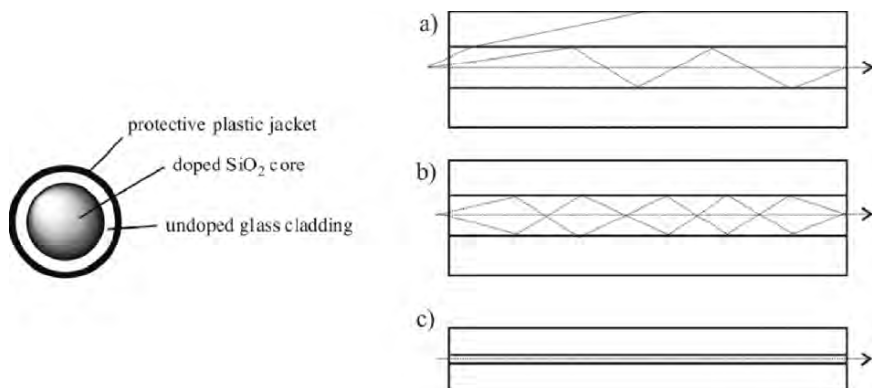 protective plastic jacket
doped SiO₂ core
undoped glass cladding
a)
b)
c)